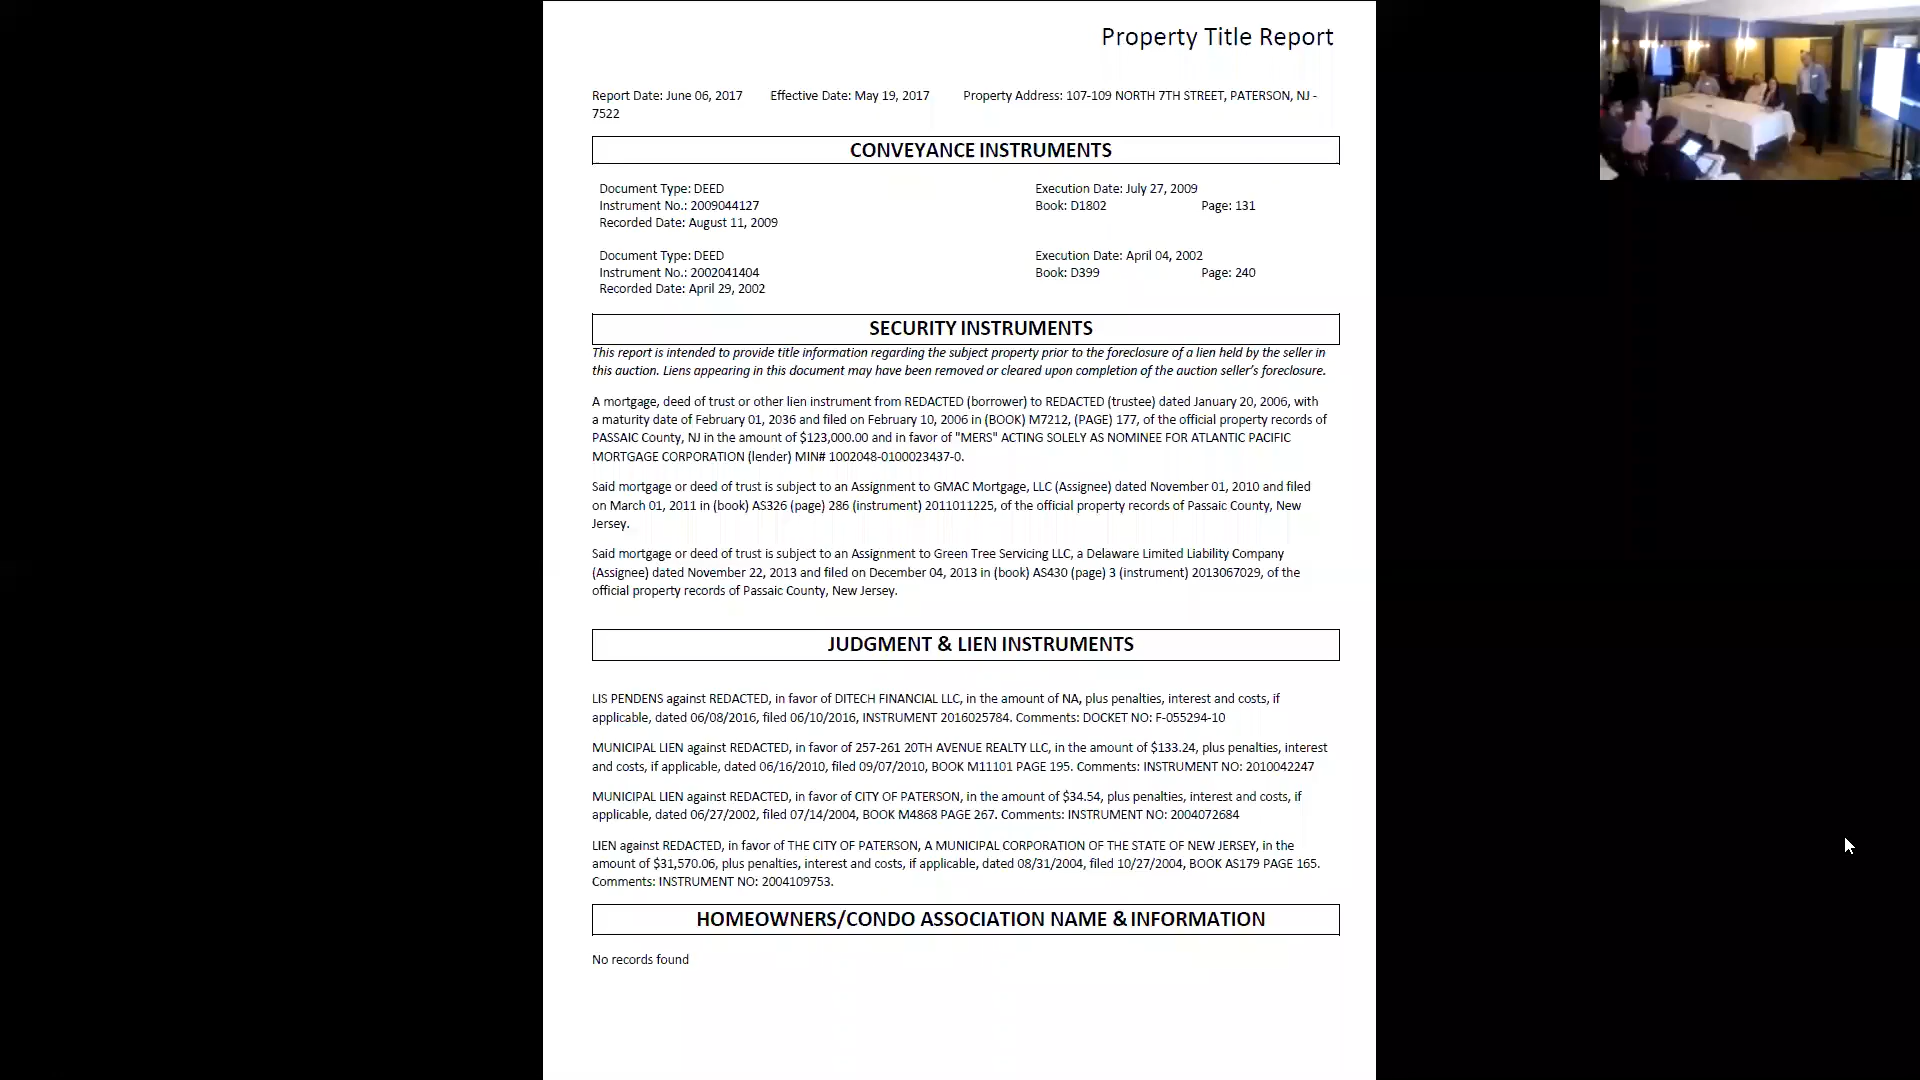 Property Title Report
Report Date: June 06, 2017 Effective Date: May 19, 2017 Property Address: 107-109 NORTH 7TH STREET, PATERSON, NJ -
7522
CONVEYANCE INSTRUMENTS
Document Type: DEED Execution Date: July 27, 2009
Instrument No.: 2009044127 Book: D1802 Page: 131
Recorded Date: August 11, 2009
Document Type: DEED Execution Date: April 04, 2002
Instrument No.: 2002041404 Book: D399 Page: 240
Recorded Date: April 29, 2002
SECURITY INSTRUMENTS
This report is intended to provide title information regarding the subject property prior to the foreclosure of a lien held by the seller in
this auction. Liens appearing in this document may have been removed or cleared upon completion of the auction seller's foreclosure.
A mortgage, deed of trust or other lien instrument from REDACTED (borrower) to REDACTED (trustee) dated January 20, 2006, with
a maturity date of February 01, 2036 and filed on February 10, 2006 in (BOOK) M7212, (PAGE) 177, of the official property records of
PASSAIC County, NJ in the amount of $123,000.00 and in favor of "MERS" ACTING SOLELY AS NOMINEE FOR ATLANTIC PACIFIC
MORTGAGE CORPORATION (lender) MIN# 1002048-0100023437-0.
Said mortgage or deed of trust is subject to an Assignment to GMAC Mortgage, LLC (Assignee) dated November 01, 2010 and filed
on March 01, 2011 in (book) AS326 (page) 286 (instrument) 2011011225, of the official property records of Passaic County, New
Jersey.
Said mortgage or deed of trust is subject to an Assignment to Green Tree Servicing LLC, a Delaware Limited Liability Company
(Assignee) dated November 22, 2013 and filed on December 04, 2013 in (book) AS430 (page) 3 (instrument) 2013067029, of the
official property records of Passaic County, New Jersey.
JUDGMENT & LIEN INSTRUMENTS
LIS PENDENS against REDACTED, in favor of DITECH FINANCIAL LLC, in the amount of NA, plus penalties, interest and costs, if
applicable, dated 06/08/2016, filed 06/10/2016, INSTRUMENT 2016025784. Comments: DOCKET NO: F-055294-10
MUNICIPAL LIEN against REDACTED, in favor of 257-261 20TH AVENUE REALTY LLC, in the amount of $133.24, plus penalties, interest
and costs, if applicable, dated 06/16/2010, filed 09/07/2010, BOOK M11101 PAGE 195. Comments: INSTRUMENT NO: 2010042247
MUNICIPAL LIEN against REDACTED, in favor of CITY OF PATERSON, in the amount of $34.54, plus penalties, interest and costs, if
applicable, dated 06/27/2002, filed 07/14/2004, BOOK M4868 PAGE 267. Comments: INSTRUMENT NO: 2004072684
LIEN against REDACTED, in favor of THE CITY OF PATERSON, A MUNICIPAL CORPORATION OF THE STATE OF NEW JERSEY, in the
amount of $31,570.06, plus penalties, interest and costs, if applicable, dated 08/31/2004, filed 10/27/2004, BOOK AS179 PAGE 165.
Comments: INSTRUMENT NO: 2004109753.
HOMEOWNERS/CONDO ASSOCIATION NAME & INFORMATION
No records found